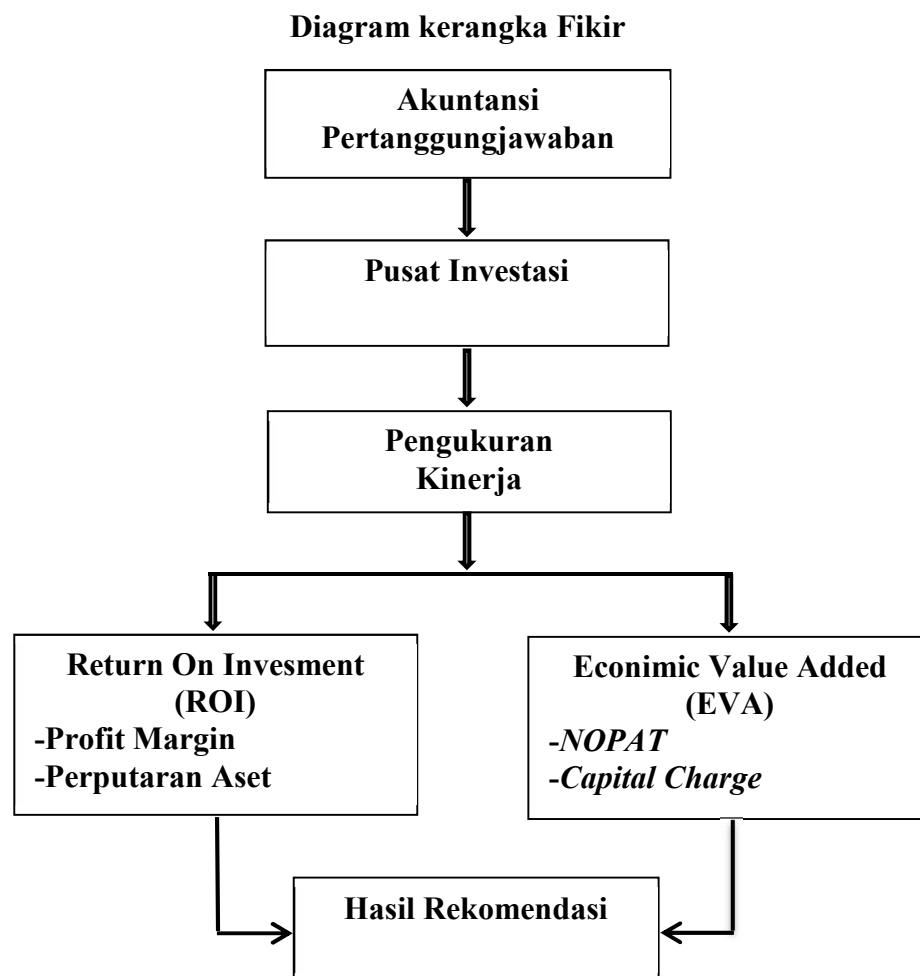 Diagram kerangka Fikir
Akuntansi
Pertanggungjawaban
Pusat Investasi
Pengukuran
Kinerja
Return On Invesment
(ROI)
-Profit Margin
-Perputaran Aset
Econimic Value Added
(EVA)
-NOPAT
-Capital Charge
Hasil Rekomendasi